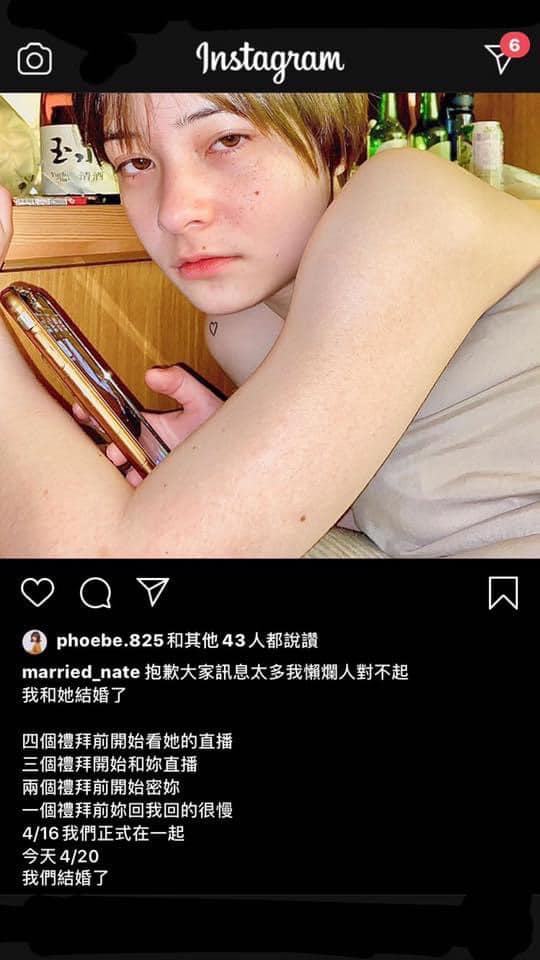 Instagram
6
玉
清酒
phoebe.825 和其他 43 人都說讚
married_nate 抱歉大家訊息太多我懶爛人對不起
我和她結婚了
四個禮拜前開始看她的直播
三個禮拜開始和妳直播
兩個禮拜前開始密妳
一個禮拜前妳回我回的很慢
4/16 我們正式在一起
今天 4/20
我們結婚了